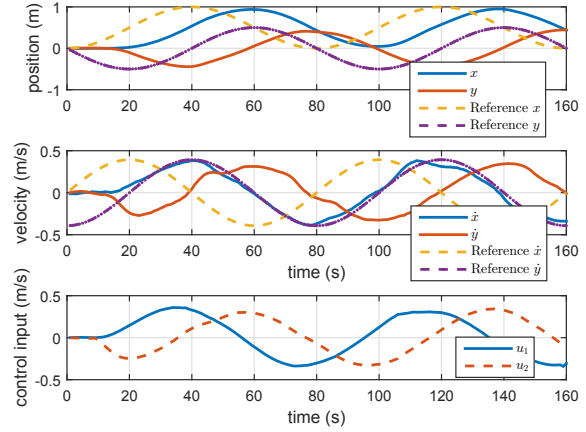 position (m)
1
0
-1
0 20 40 60 80 100 120 140 160
x
y
Reference x
Reference y
velocity (m/s)
0.5
0
-0.5
0 20 40 60 80 100 120 140 160
time (s)
ẋ
ẏ
Reference ẋ
Reference ẏ
control input (m/s)
0.5
0
-0.5
0 20 40 60 80 100 120 140 160
time (s)
u₁
u₂